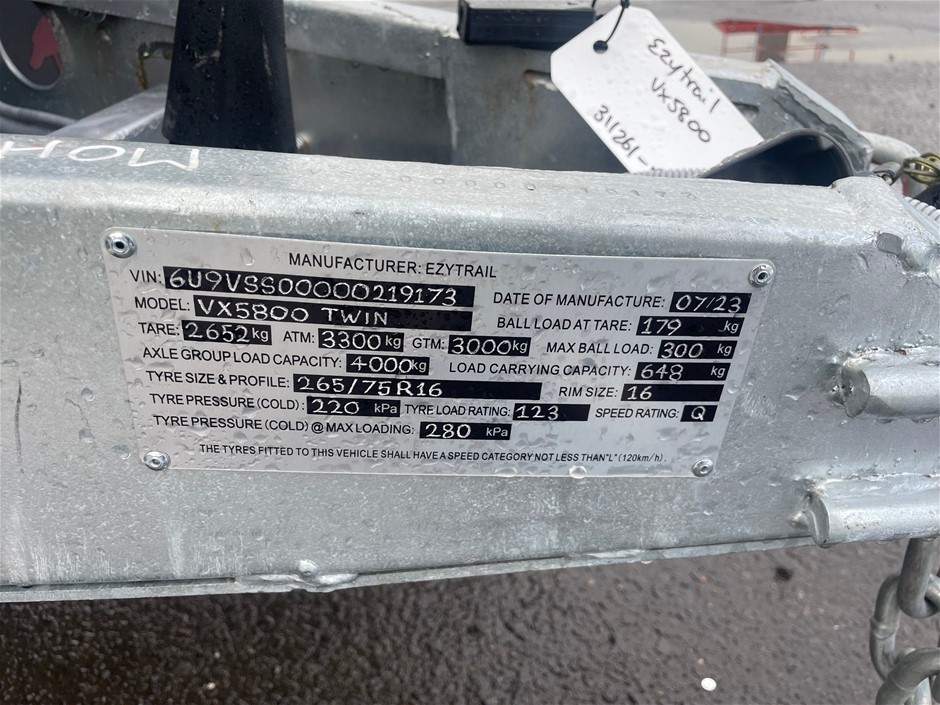 Ezytrail
VX5800
311261-
MANUFACTURER: EZYTRAIL
VIN: 6U9VS8O0000219173
DATE OF MANUFACTURE: 07/23
MODEL: VX5800 TWIN
BALL LOAD AT TARE: 179 kg
TARE: 2652 kg ATM: 3300 kg GTM: 3000 kg MAX BALL LOAD: 300 kg
AXLE GROUP LOAD CAPACITY: 4000 kg LOAD CARRYING CAPACITY: 648 kg
TYRE SIZE & PROFILE: 265/75R16 RIM SIZE: 16
TYRE PRESSURE (COLD): 220 kPa TYRE LOAD RATING: 123 SPEED RATING: Q
TYRE PRESSURE (COLD) @ MAX LOADING: 280 kPa
THE TYRES FITTED TO THIS VEHICLE SHALL HAVE A SPEED CATEGORY NOT LESS THAN "L" (120km/h).